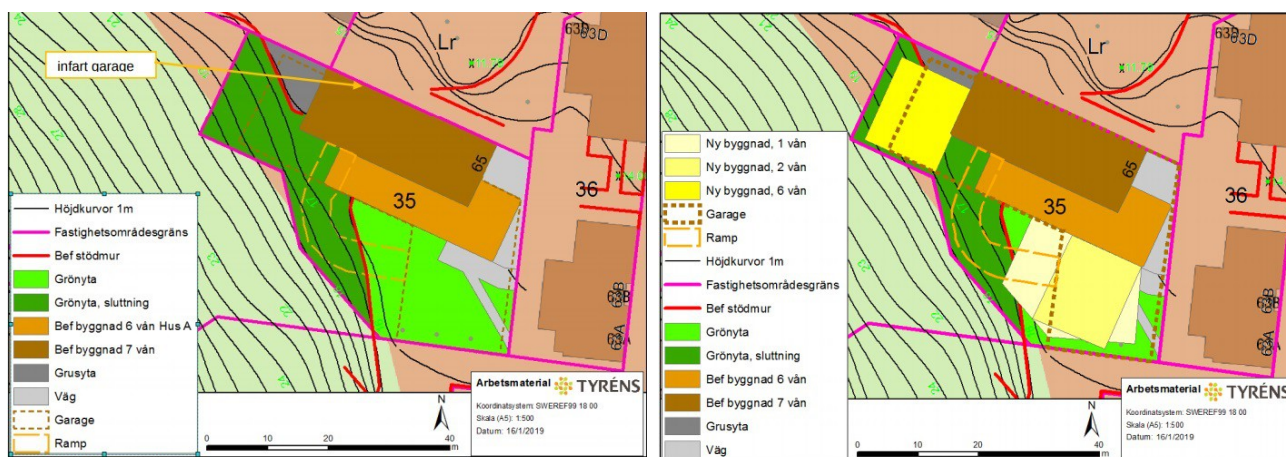 infart garage
Lr
63D
63D
65
35
36
63B
63A
Höjdkurvor 1m
Fastighetsområdesgräns
Bef stödmur
Grönyta
Grönyta, sluttning
Bef byggnad 6 vån Hus A
Bef byggnad 7 vån
Grusyta
Väg
Garage
Ramp
Arbetsmaterial TYRÉNS
Koordinatsystem: SWEREF99 18 00
Skala (A5): 1:500
Datum: 16/1/2019
N
0 10 20 40
m
Lr
63D
63D
65
35
36
63B
63A
Ny byggnad, 1 vån
Ny byggnad, 2 vån
Ny byggnad, 6 vån
Garage
Ramp
Höjdkurvor 1m
Fastighetsområdesgräns
Bef stödmur
Grönyta
Grönyta, sluttning
Bef byggnad 6 vån
Bef byggnad 7 vån
Grusyta
Väg
Arbetsmaterial TYRÉNS
Koordinatsystem: SWEREF99 18 00
Skala (A5): 1:500
Datum: 16/1/2019
N
0 10 20 40
m